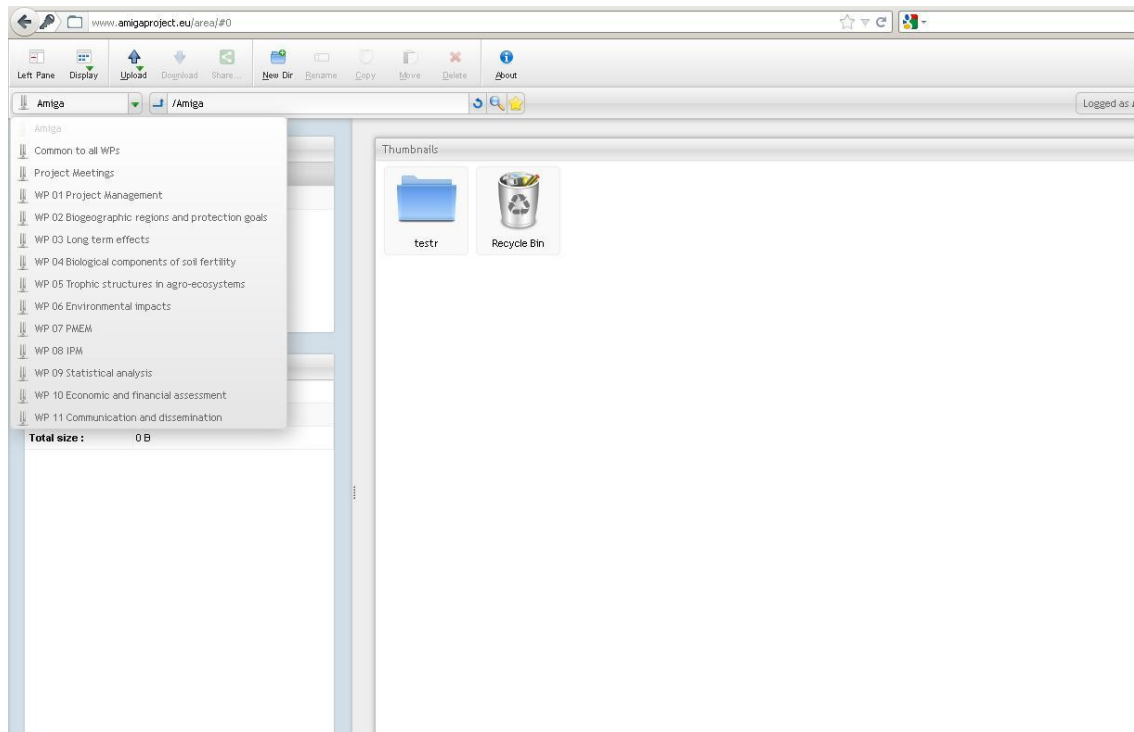 www.amigaproject.eu/area/#0
Left Pane Display Upload Download Share... New Dir Rename Copy Move Delete About
Amiga /Amiga Logged as
Amiga
Common to all WPs
Project Meetings
WP 01 Project Management
WP 02 Biogeographic regions and protection goals
WP 03 Long term effects
WP 04 Biological components of soil fertility
WP 05 Trophic structures in agro-ecosystems
WP 06 Environmental impacts
WP 07 PMEM
WP 08 IPM
WP 09 Statistical analysis
WP 10 Economic and financial assessment
WP 11 Communication and dissemination
Total size : 0 B
Thumbnails
testr Recycle Bin